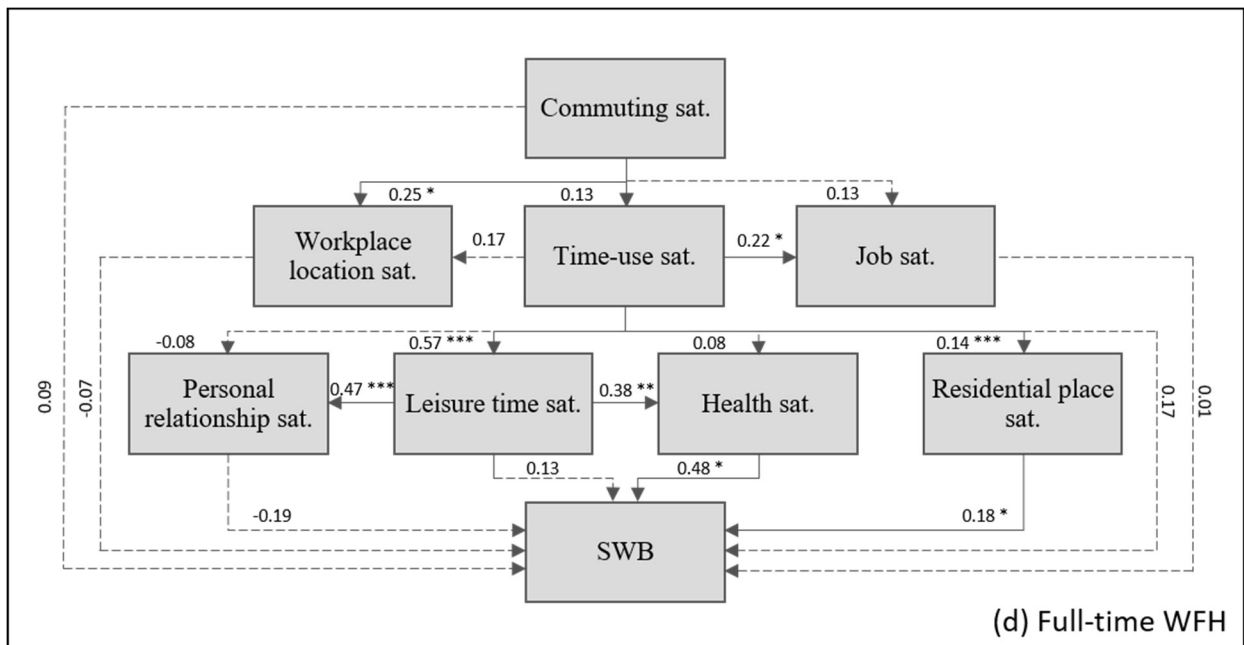 Commuting sat.
0.25 *
0.13
0.13
Workplace
location sat.
0.17
Time-use sat.
0.22 *
Job sat.
-0.08
0.57 ***
0.08
0.14 ***
Personal
relationship sat.
0.47 ***
Leisure time sat.
0.38 **
Health sat.
Residential place
sat.
0.09
-0.07
0.17
0.01
0.13
0.48 *
-0.19
0.18 *
SWB
(d) Full-time WFH